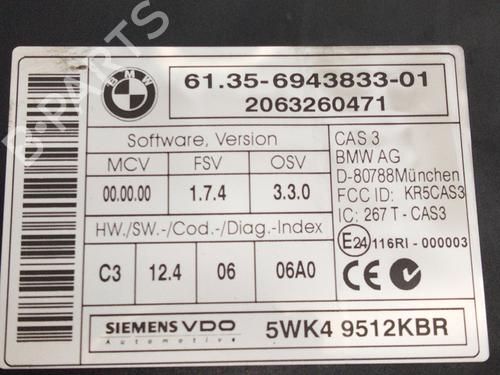 BMW
61.35-6943833-01
2063260471
Software, Version
MCV FSV OSV
00.00.00 1.7.4 3.3.0
HW./SW.-/Cod.-/Diag.-Index
C3 12.4 06 06A0
CAS 3
BMW AG
D-80788München
FCC ID: KR5CAS3
IC: 267 T - CAS3
E24 116RI - 000003
CE
SIEMENS VDO
Automotive
5WK4 9512KBR
B-PARTS